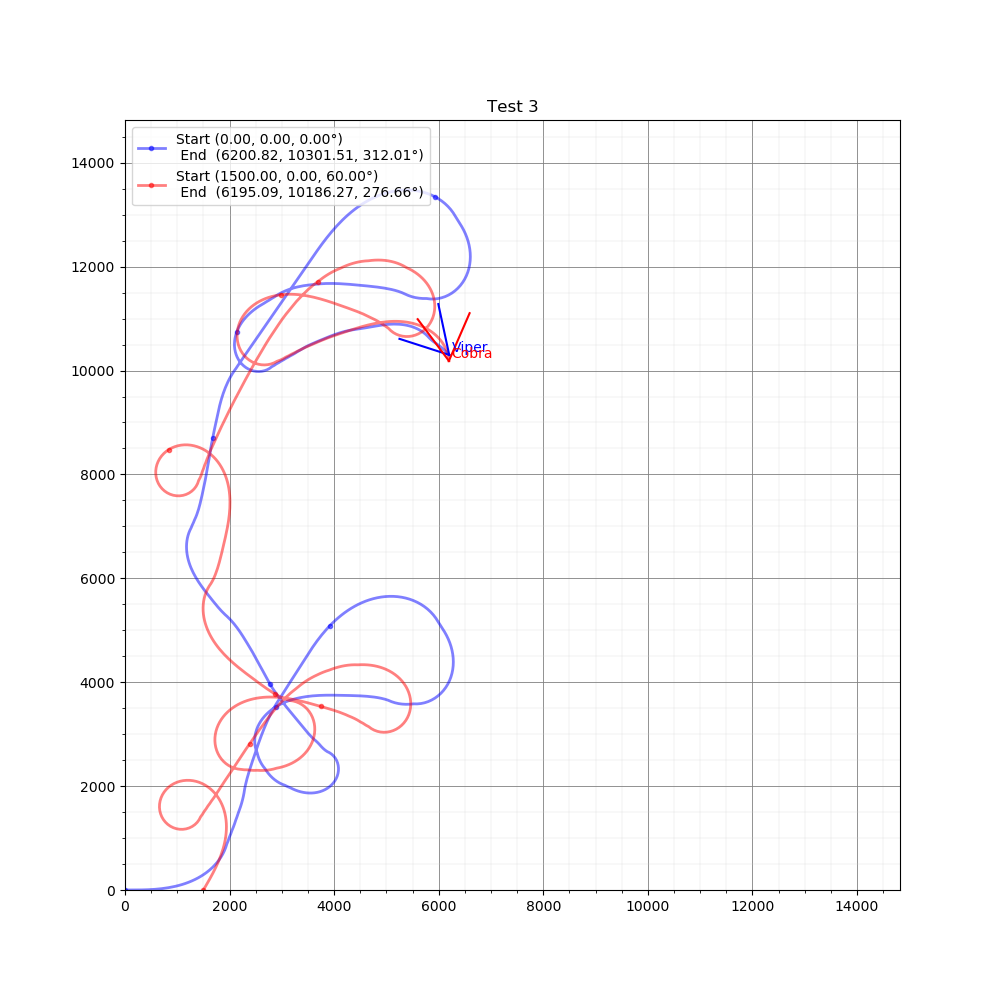 Test 3
Start (0.00, 0.00, 0.00°)
End (6200.82, 10301.51, 312.01°)
Start (1500.00, 0.00, 60.00°)
End (6195.09, 10186.27, 276.66°)
14000
12000
10000
8000
6000
4000
2000
0
Viper
Cobra
0 2000 4000 6000 8000 10000 12000 14000